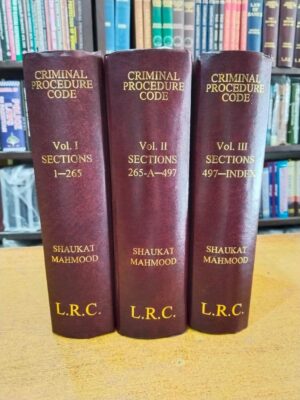 CRIMINAL
PROCEDURE
CODE
Vol. I
SECTIONS
1—265
SHAUKAT
MAHMOOD
L.R.C.
CRIMINAL
PROCEDURE
CODE
Vol. II
SECTIONS
265-A—497
SHAUKAT
MAHMOOD
L.R.C.
CRIMINAL
PROCEDURE
CODE
Vol. III
SECTIONS
497—INDEX
SHAUKAT
MAHMOOD
L.R.C.